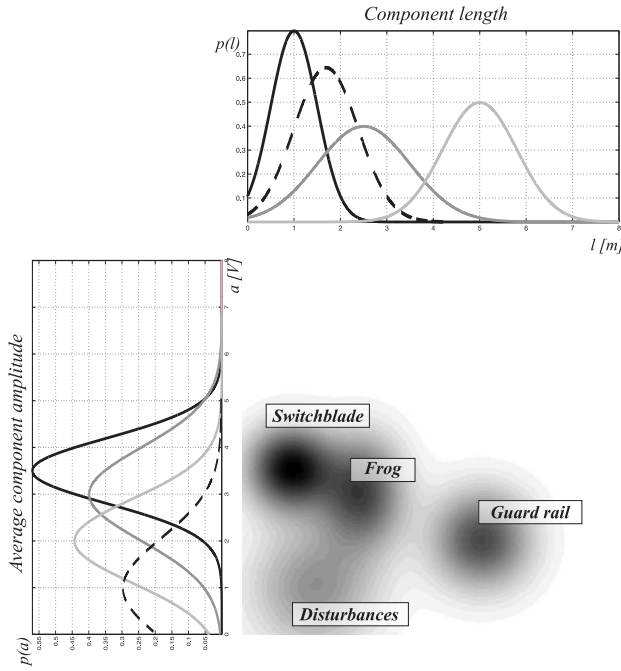 Component length
p(l)
0.7
0.6
0.5
0.4
0.3
0.2
0.1
0 1 2 3 4 5 6 7 8
l [m]
Average component amplitude
a [V]
8
7
6
5
4
3
2
1
0
p(a)
0.55 0.5 0.45 0.4 0.35 0.3 0.25 0.2 0.15 0.1 0.05
Switchblade
Frog
Guard rail
Disturbances